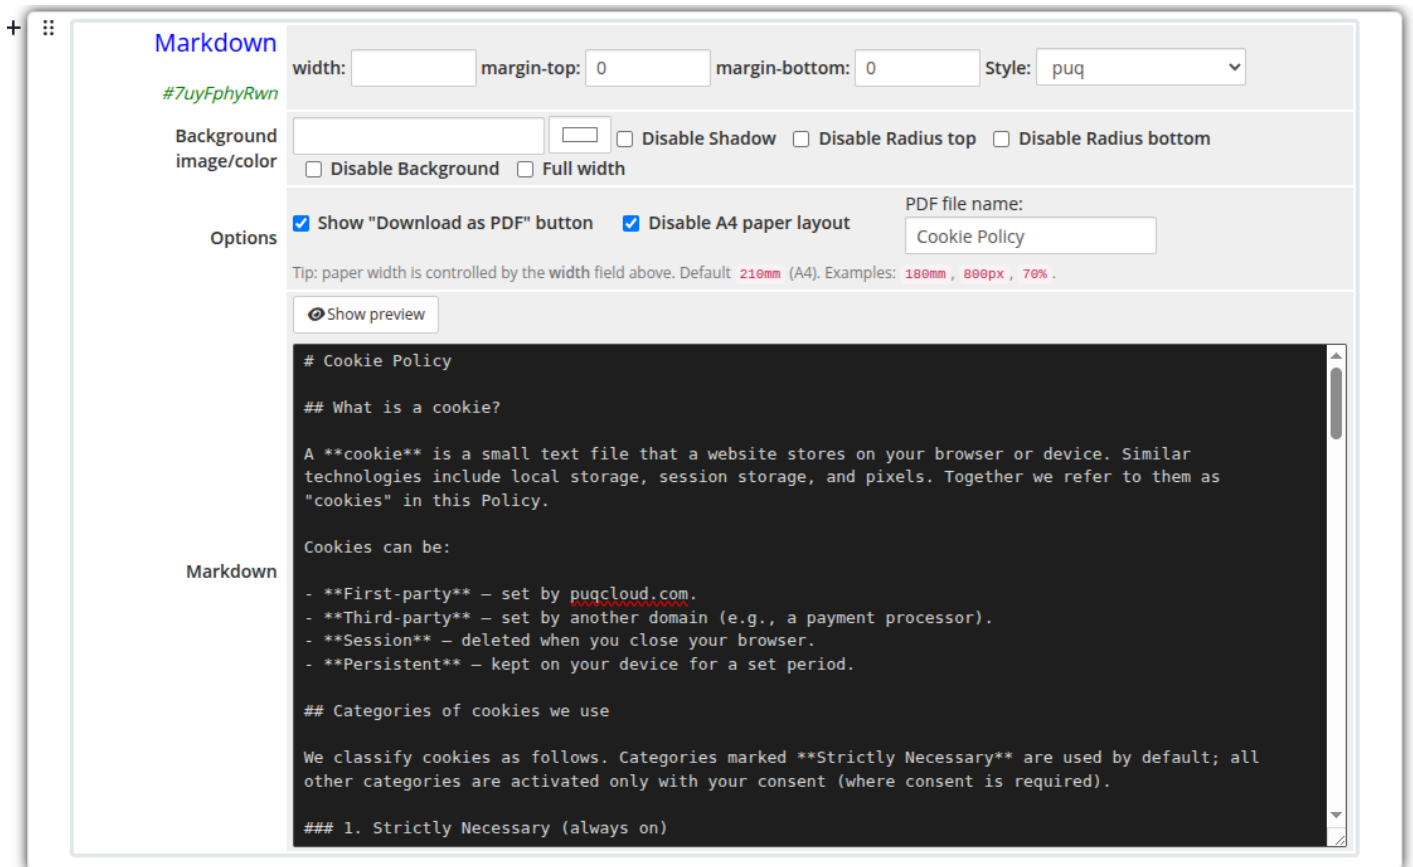 Markdown
#7uyFphyRwn
width: margin-top: 0 margin-bottom: 0 Style: puq
Background image/color
Disable Shadow Disable Radius top Disable Radius bottom
Disable Background Full width
Options
Show "Download as PDF" button Disable A4 paper layout
PDF file name:
Cookie Policy
Tip: paper width is controlled by the width field above. Default 210mm (A4). Examples: 180mm , 800px , 70% .
Show preview
Markdown
# Cookie Policy
## What is a cookie?
A **cookie** is a small text file that a website stores on your browser or device. Similar
technologies include local storage, session storage, and pixels. Together we refer to them as
"cookies" in this Policy.
Cookies can be:
- **First-party** — set by puqcloud.com.
- **Third-party** — set by another domain (e.g., a payment processor).
- **Session** — deleted when you close your browser.
- **Persistent** — kept on your device for a set period.
## Categories of cookies we use
We classify cookies as follows. Categories marked **Strictly Necessary** are used by default; all
other categories are activated only with your consent (where consent is required).
### 1. Strictly Necessary (always on)